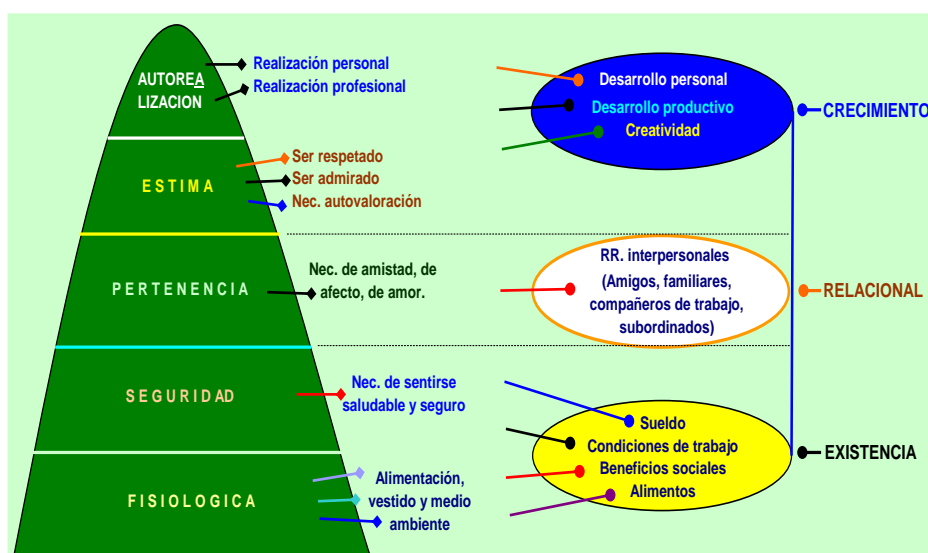 AUTOREA
LIZACION
Realización personal
Realización profesional
ESTIMA
Ser respetado
Ser admirado
Nec. autovaloración
PERTENENCIA
Nec. de amistad, de
afecto, de amor.
SEGURIDAD
Nec. de sentirse
saludable y seguro
FISIOLOGICA
Alimentación,
vestido y medio
ambiente
Desarrollo personal
Desarrollo productivo
Creatividad
CRECIMIENTO
RR. interpersonales
(Amigos, familiares,
compañeros de trabajo,
subordinados)
RELACIONAL
Sueldo
Condiciones de trabajo
Beneficios sociales
Alimentos
EXISTENCIA